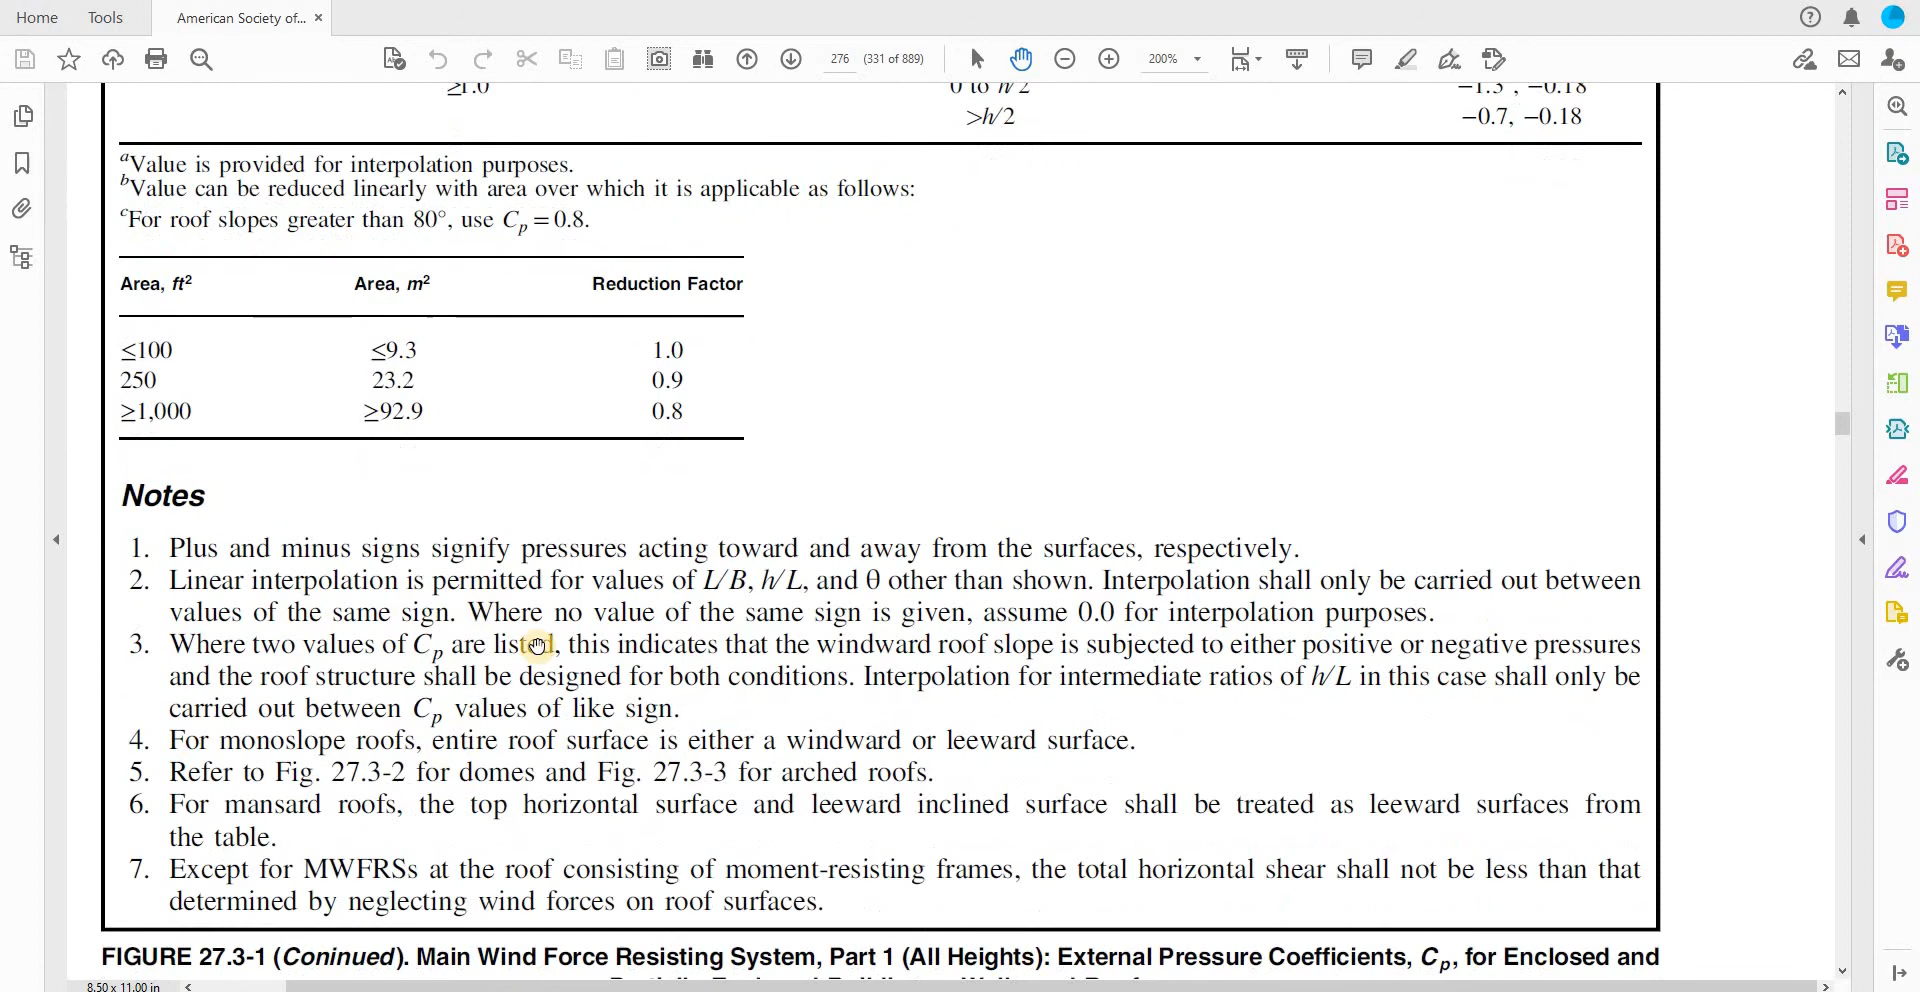 Home Tools American Society of... ×
276 (331 of 889) 200%
≥1.0 0 to h/2 −1.3 , −0.18
>h/2 −0.7, −0.18
ᵃValue is provided for interpolation purposes.
ᵇValue can be reduced linearly with area over which it is applicable as follows:
ᶜFor roof slopes greater than 80°, use Cₚ = 0.8.
Area, ft² Area, m² Reduction Factor
≤100 ≤9.3 1.0
250 23.2 0.9
≥1,000 ≥92.9 0.8
Notes
1. Plus and minus signs signify pressures acting toward and away from the surfaces, respectively.
2. Linear interpolation is permitted for values of L/B, h/L, and θ other than shown. Interpolation shall only be carried out between
values of the same sign. Where no value of the same sign is given, assume 0.0 for interpolation purposes.
3. Where two values of Cₚ are listed, this indicates that the windward roof slope is subjected to either positive or negative pressures
and the roof structure shall be designed for both conditions. Interpolation for intermediate ratios of h/L in this case shall only be
carried out between Cₚ values of like sign.
4. For monoslope roofs, entire roof surface is either a windward or leeward surface.
5. Refer to Fig. 27.3-2 for domes and Fig. 27.3-3 for arched roofs.
6. For mansard roofs, the top horizontal surface and leeward inclined surface shall be treated as leeward surfaces from
the table.
7. Except for MWFRSs at the roof consisting of moment-resisting frames, the total horizontal shear shall not be less than that
determined by neglecting wind forces on roof surfaces.
FIGURE 27.3-1 (Coninued). Main Wind Force Resisting System, Part 1 (All Heights): External Pressure Coefficients, Cₚ, for Enclosed and
8.50 x 11.00 in